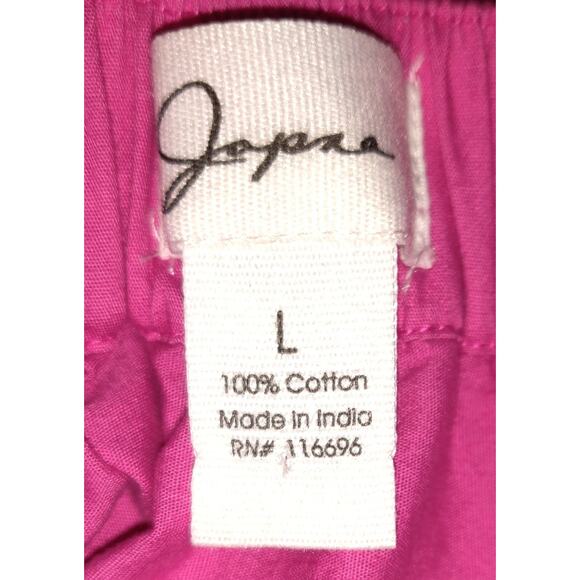 Japna
L
100% Cotton
Made in India
RN# 116696